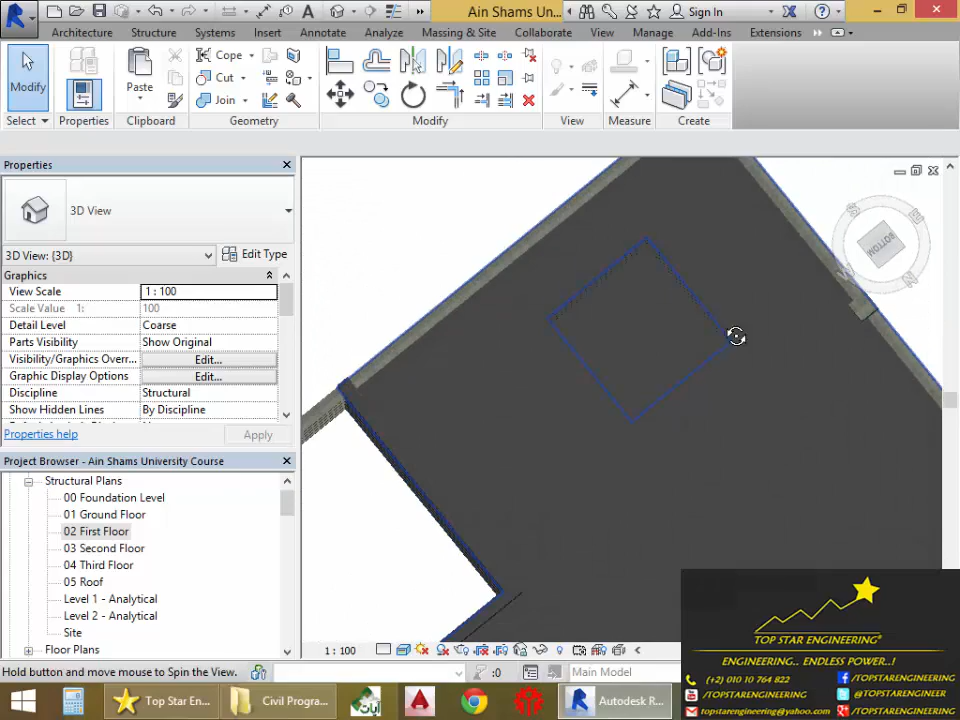 Ain Shams Un...
Sign In
Architecture
Structure
Systems
Insert
Annotate
Analyze
Massing & Site
Collaborate
View
Manage
Add-Ins
Extensions
Modify
Paste
Cope
Cut
Join
Select
Properties
Clipboard
Geometry
Modify
View
Measure
Create
Properties
3D View
3D View: {3D}
Edit Type
Graphics
View Scale
1 : 100
Scale Value 1:
100
Detail Level
Coarse
Parts Visibility
Show Original
Visibility/Graphics Overr...
Edit...
Graphic Display Options
Edit...
Discipline
Structural
Show Hidden Lines
By Discipline
Properties help
Apply
Project Browser - Ain Shams University Course
Structural Plans
00 Foundation Level
01 Ground Floor
02 First Floor
03 Second Floor
04 Third Floor
05 Roof
Level 1 - Analytical
Level 2 - Analytical
Site
Floor Plans
BOTTOM
S
W
N
1 : 100
Hold button and move mouse to Spin the View.
:0
Main Model
TOP STAR ENGINEERING®
ENGINEERING.. ENDLESS POWER..!
(+2) 010 10 764 822
/TOPSTARENGINEERING
/TOPSTARENGINEERING
@TOPSTARENGINEER
topstarengineering@yahoo.com
/TOPSTARENGINEERING
Top Star En...
Civil Progra...
Autodesk R...